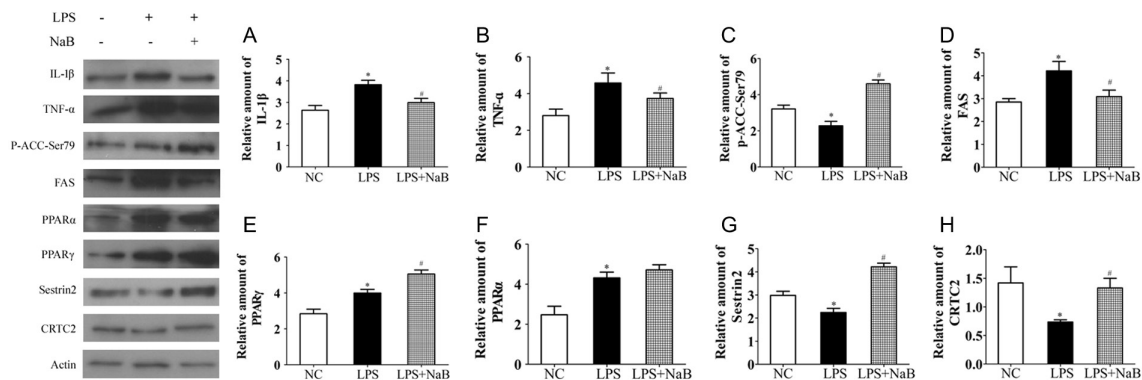 LPS - + +
NaB - - +
IL-1β
TNF-α
P-ACC-Ser79
FAS
PPARα
PPARγ
Sestrin2
CRTC2
Actin
A
Relative amount of
IL-1β
5
4
3
2
1
0
*
#
NC LPS LPS+NaB
B
Relative amount of
TNF-α
6
4
2
0
*
#
NC LPS LPS+NaB
C
Relative amount of
p-ACC-Ser79
6
4
2
0
*
#
NC LPS LPS+NaB
D
Relative amount of
FAS
5
4
3
2
1
0
*
#
NC LPS LPS+NaB
E
Relative amount of
PPARγ
6
4
2
0
*
#
NC LPS LPS+NaB
F
Relative amount of
PPARα
6
4
2
0
*
NC LPS LPS+NaB
G
Relative amount of
Sestrin2
5
4
3
2
1
0
*
#
NC LPS LPS+NaB
H
Relative amount of
CRTC2
2.0
1.5
1.0
0.5
0.0
*
#
NC LPS LPS+NaB